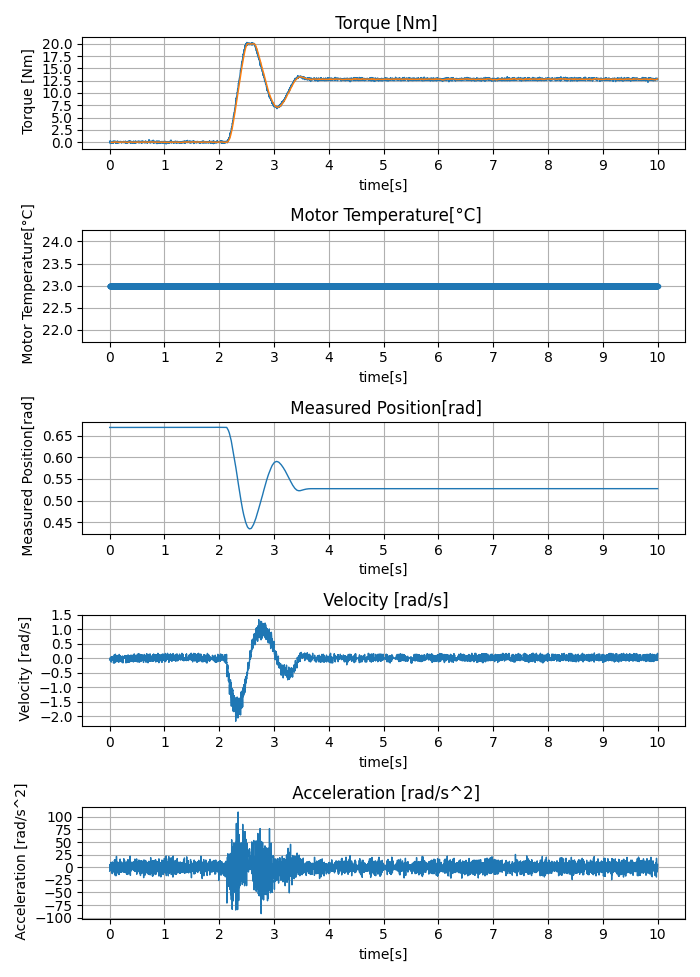 Torque [Nm]
Torque [Nm]
20.0
17.5
15.0
12.5
10.0
7.5
5.0
2.5
0.0
0 1 2 3 4 5 6 7 8 9 10
time[s]
Motor Temperature[°C]
Motor Temperature[°C]
24.0
23.5
23.0
22.5
22.0
0 1 2 3 4 5 6 7 8 9 10
time[s]
Measured Position[rad]
Measured Position[rad]
0.65
0.60
0.55
0.50
0.45
0 1 2 3 4 5 6 7 8 9 10
time[s]
Velocity [rad/s]
Velocity [rad/s]
1.5
1.0
0.5
0.0
−0.5
−1.0
−1.5
−2.0
0 1 2 3 4 5 6 7 8 9 10
time[s]
Acceleration [rad/s^2]
Acceleration [rad/s^2]
100
75
50
25
0
−25
−50
−75
−100
0 1 2 3 4 5 6 7 8 9 10
time[s]